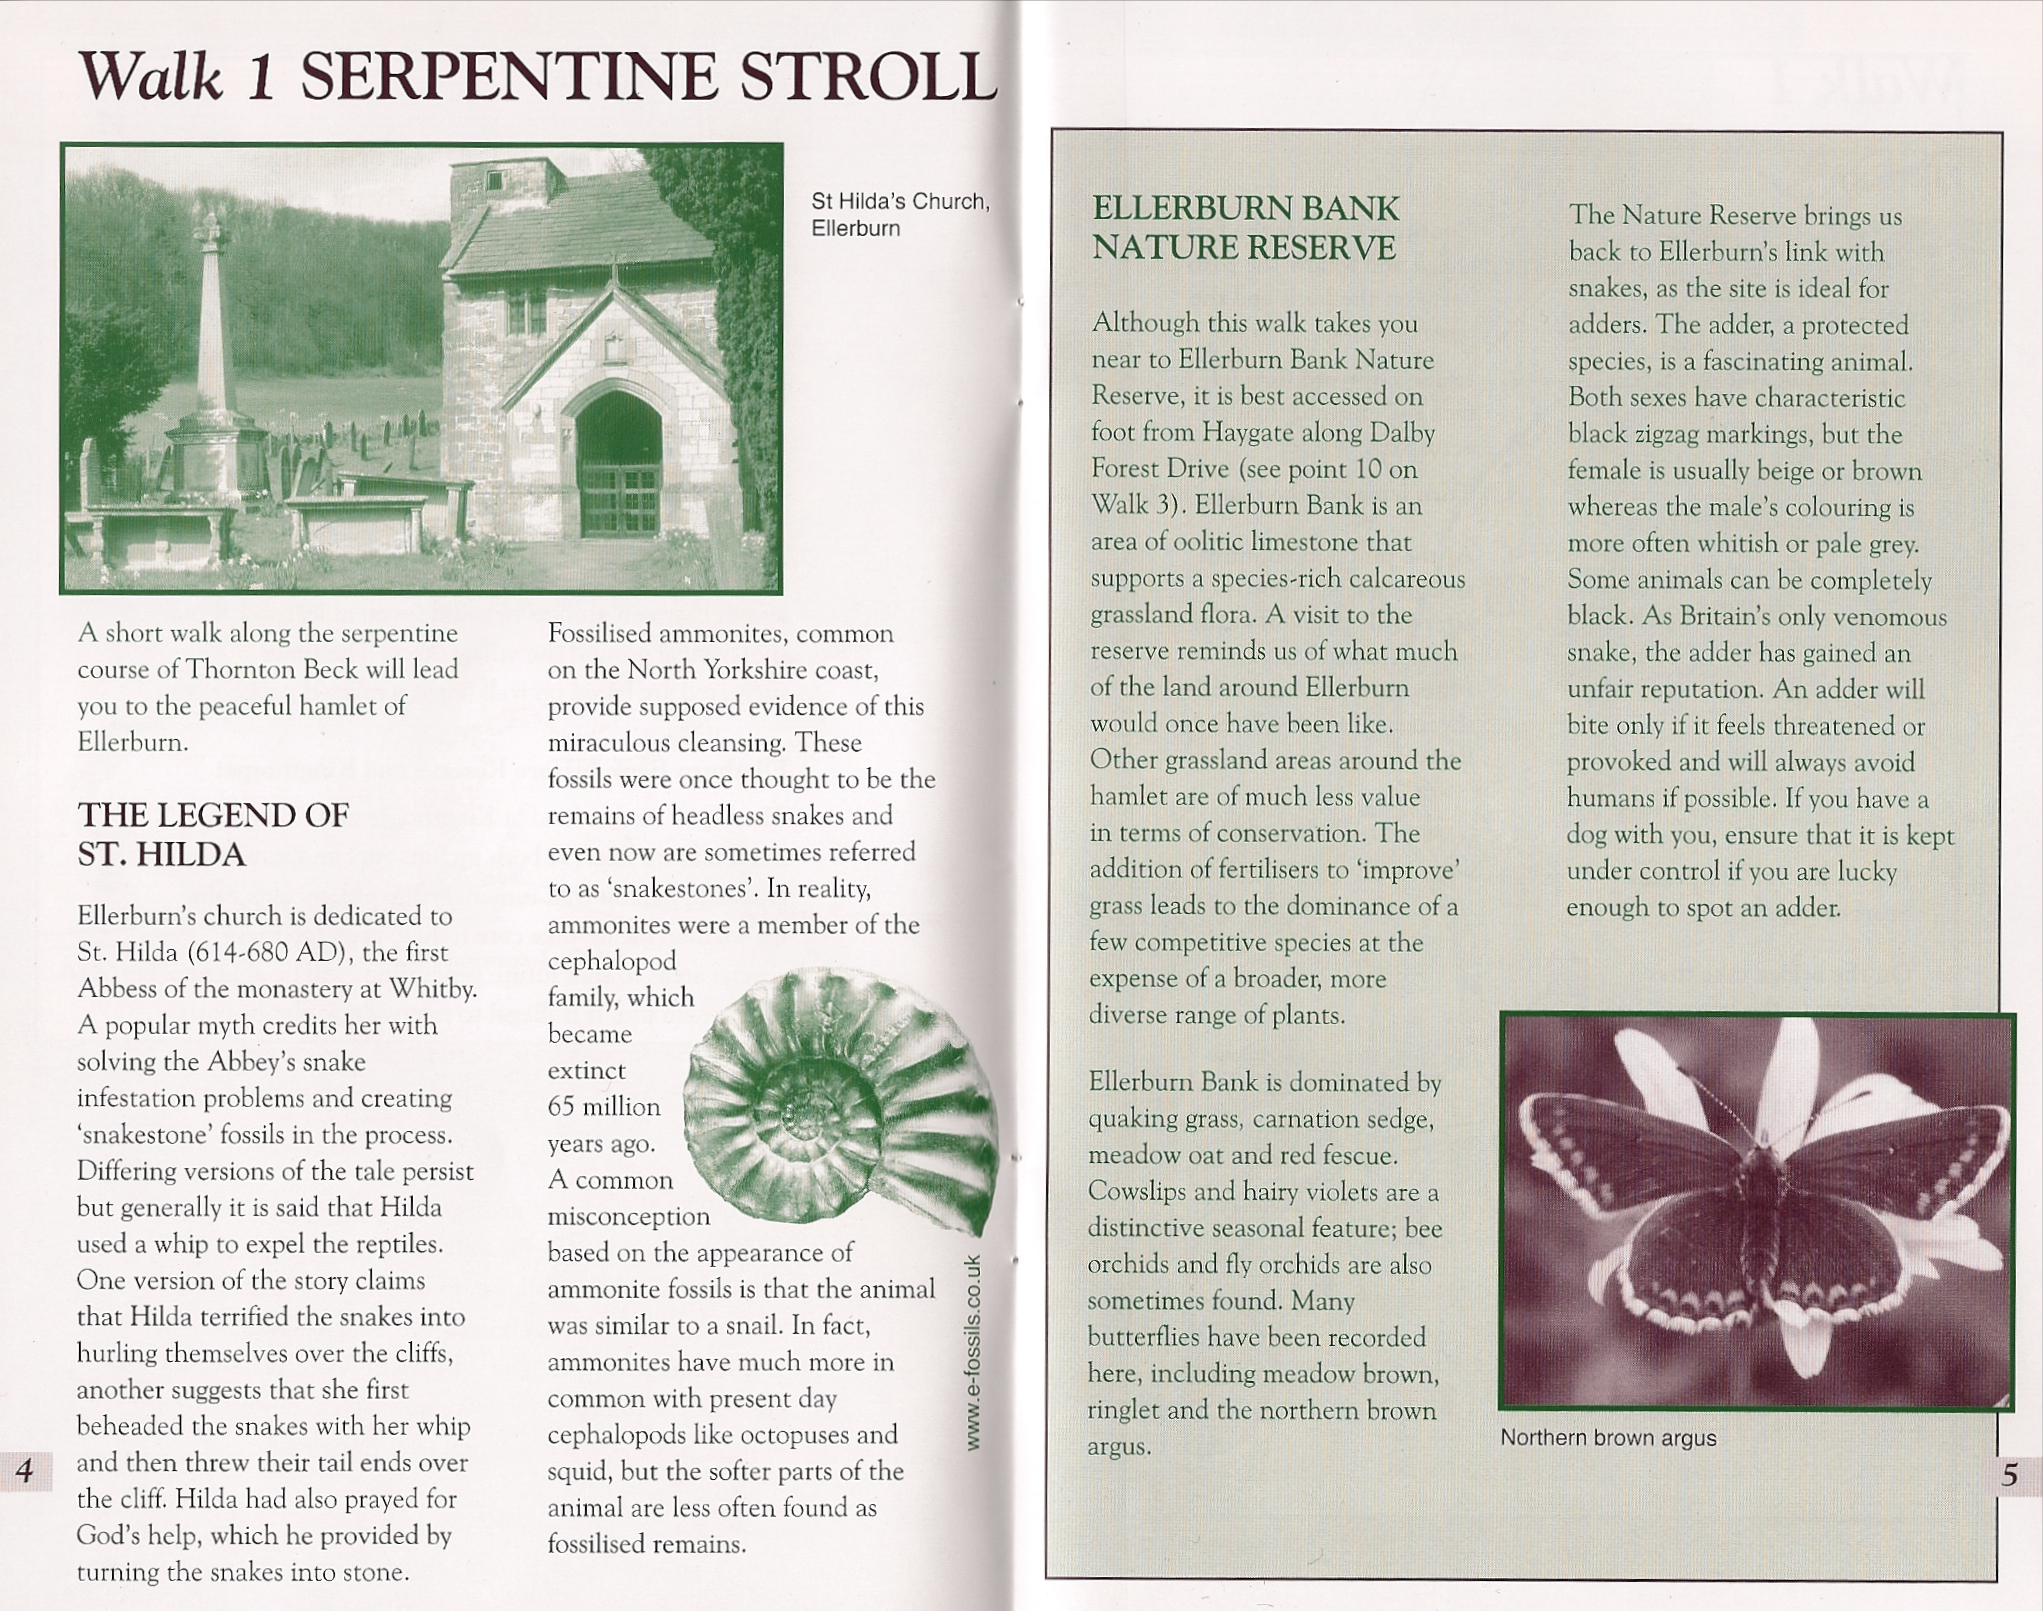 Walk 1 SERPENTINE STROLL
St Hilda's Church,
Ellerburn
A short walk along the serpentine
course of Thornton Beck will lead
you to the peaceful hamlet of
Ellerburn.
THE LEGEND OF
ST. HILDA
Ellerburn's church is dedicated to
St. Hilda (614-680 AD), the first
Abbess of the monastery at Whitby.
A popular myth credits her with
solving the Abbey's snake
infestation problems and creating
'snakestone' fossils in the process.
Differing versions of the tale persist
but generally it is said that Hilda
used a whip to expel the reptiles.
One version of the story claims
that Hilda terrified the snakes into
hurling themselves over the cliffs,
another suggests that she first
beheaded the snakes with her whip
and then threw their tail ends over
the cliff. Hilda had also prayed for
God's help, which he provided by
turning the snakes into stone.
Fossilised ammonites, common
on the North Yorkshire coast,
provide supposed evidence of this
miraculous cleansing. These
fossils were once thought to be the
remains of headless snakes and
even now are sometimes referred
to as 'snakestones'. In reality,
ammonites were a member of the
cephalopod
family, which
became
extinct
65 million
years ago.
A common
misconception
based on the appearance of
ammonite fossils is that the animal
was similar to a snail. In fact,
ammonites have much more in
common with present day
cephalopods like octopuses and
squid, but the softer parts of the
animal are less often found as
fossilised remains.
www.e-fossils.co.uk
4
ELLERBURN BANK
NATURE RESERVE
Although this walk takes you
near to Ellerburn Bank Nature
Reserve, it is best accessed on
foot from Haygate along Dalby
Forest Drive (see point 10 on
Walk 3). Ellerburn Bank is an
area of oolitic limestone that
supports a species-rich calcareous
grassland flora. A visit to the
reserve reminds us of what much
of the land around Ellerburn
would once have been like.
Other grassland areas around the
hamlet are of much less value
in terms of conservation. The
addition of fertilisers to 'improve'
grass leads to the dominance of a
few competitive species at the
expense of a broader, more
diverse range of plants.
Ellerburn Bank is dominated by
quaking grass, carnation sedge,
meadow oat and red fescue.
Cowslips and hairy violets are a
distinctive seasonal feature; bee
orchids and fly orchids are also
sometimes found. Many
butterflies have been recorded
here, including meadow brown,
ringlet and the northern brown
argus.
The Nature Reserve brings us
back to Ellerburn's link with
snakes, as the site is ideal for
adders. The adder, a protected
species, is a fascinating animal.
Both sexes have characteristic
black zigzag markings, but the
female is usually beige or brown
whereas the male's colouring is
more often whitish or pale grey.
Some animals can be completely
black. As Britain's only venomous
snake, the adder has gained an
unfair reputation. An adder will
bite only if it feels threatened or
provoked and will always avoid
humans if possible. If you have a
dog with you, ensure that it is kept
under control if you are lucky
enough to spot an adder.
Northern brown argus
5